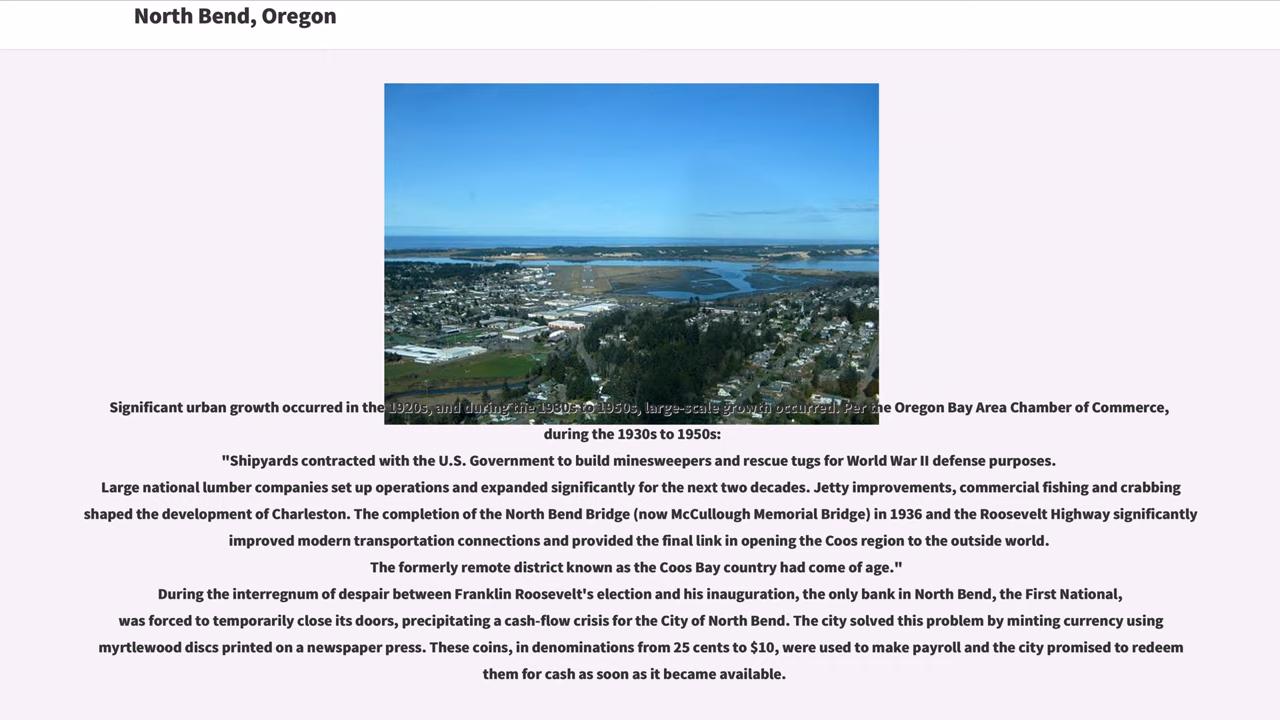 North Bend, Oregon
Significant urban growth occurred in the 1920s, and during the 1930s to 1950s, large-scale growth occurred. Per the Oregon Bay Area Chamber of Commerce,
during the 1930s to 1950s:
"Shipyards contracted with the U.S. Government to build minesweepers and rescue tugs for World War II defense purposes.
Large national lumber companies set up operations and expanded significantly for the next two decades. Jetty improvements, commercial fishing and crabbing
shaped the development of Charleston. The completion of the North Bend Bridge (now McCullough Memorial Bridge) in 1936 and the Roosevelt Highway significantly
improved modern transportation connections and provided the final link in opening the Coos region to the outside world.
The formerly remote district known as the Coos Bay country had come of age."
During the interregnum of despair between Franklin Roosevelt's election and his inauguration, the only bank in North Bend, the First National,
was forced to temporarily close its doors, precipitating a cash-flow crisis for the City of North Bend. The city solved this problem by minting currency using
myrtlewood discs printed on a newspaper press. These coins, in denominations from 25 cents to $10, were used to make payroll and the city promised to redeem
them for cash as soon as it became available.